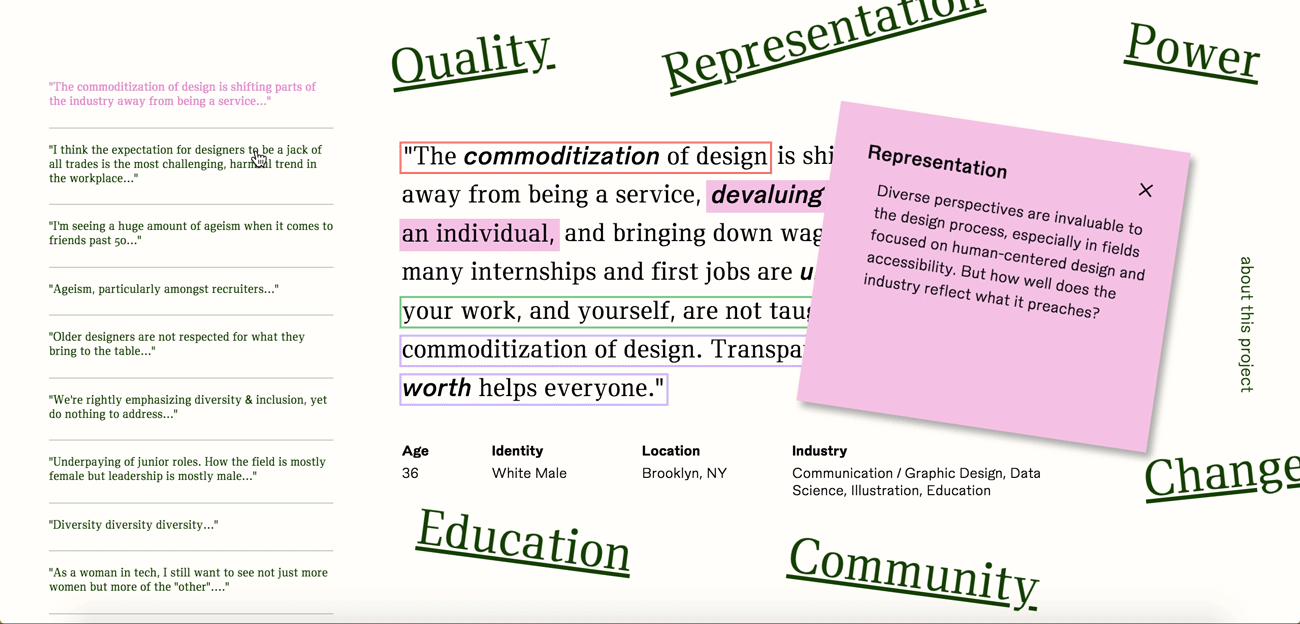 Quality
Representation
Power
"The commoditization of design is shifting parts of
the industry away from being a service..."
"I think the expectation for designers to be a jack of
all trades is the most challenging, harmful trend in
the workplace..."
"I'm seeing a huge amount of ageism when it comes to
friends past 50..."
"Ageism, particularly amongst recruiters..."
"Older designers are not respected for what they
bring to the table..."
"We're rightly emphasizing diversity & inclusion, yet
do nothing to address..."
"Underpaying of junior roles. How the field is mostly
female but leadership is mostly male..."
"Diversity diversity diversity..."
"As a woman in tech, I still want to see not just more
women but more of the "other"...."
"The commoditization of design is
away from being a service, devaluing
an individual, and bringing down
many internships and first jobs are
your work, and yourself, are not
commoditization of design.
worth helps everyone."
Representation
Diverse perspectives are invaluable to
the design process, especially in fields
focused on human-centered design and
accessibility. But how well does the
industry reflect what it preaches?
about this project
Age
36
Identity
White Male
Location
Brooklyn, NY
Industry
Communication / Graphic Design, Data
Science, Illustration, Education
Change
Education
Community